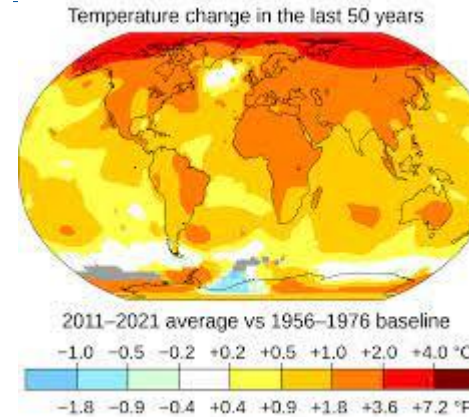 Temperature change in the last 50 years
2011–2021 average vs 1956–1976 baseline
−1.0 −0.5 −0.2 +0.2 +0.5 +1.0 +2.0 +4.0 °C
−1.8 −0.9 −0.4 +0.4 +0.9 +1.8 +3.6 +7.2 °F